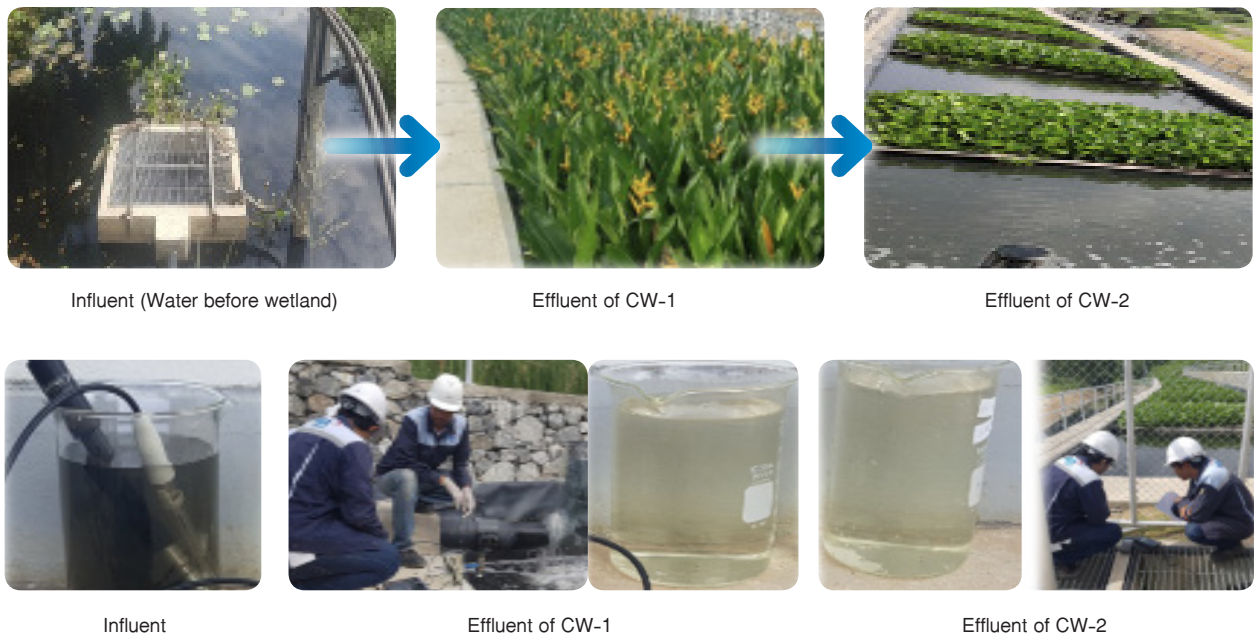 Influent (Water before wetland)
Effluent of CW-1
Effluent of CW-2
Influent
Effluent of CW-1
Effluent of CW-2